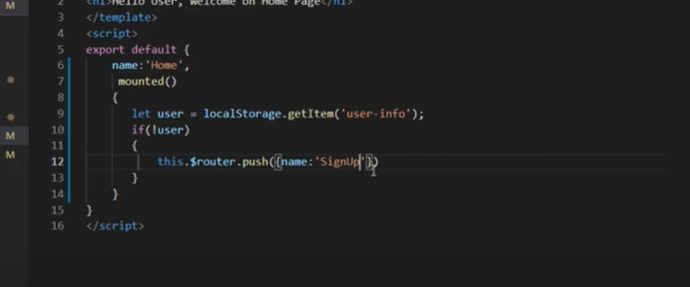 M
2 <h1>Hello User, Welcome on Home Page</h1>
3 </template>
4 <script>
5 export default {
6 name:'Home',
7 mounted()
8 {
9 let user = localStorage.getItem('user-info');
10 if(!user)
M
11 {
M
12 this.$router.push({name:'SignUp'})
13 }
14 }
15 }
16 </script>